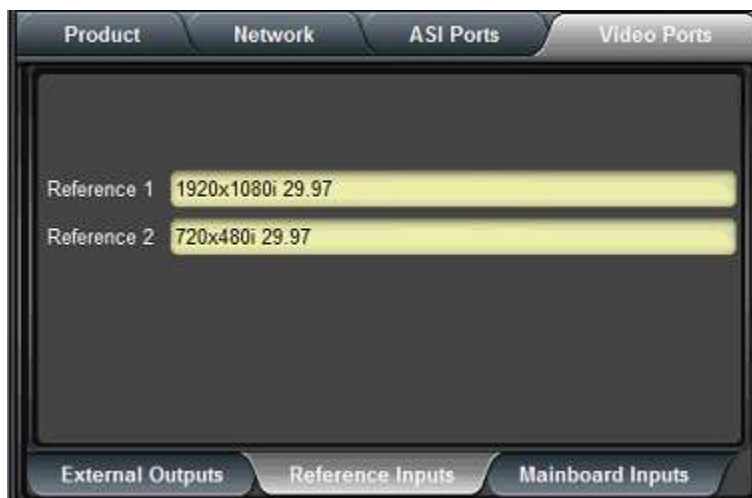 Product Network ASI Ports Video Ports
Reference 1 1920x1080i 29.97
Reference 2 720x480i 29.97
External Outputs Reference Inputs Mainboard Inputs